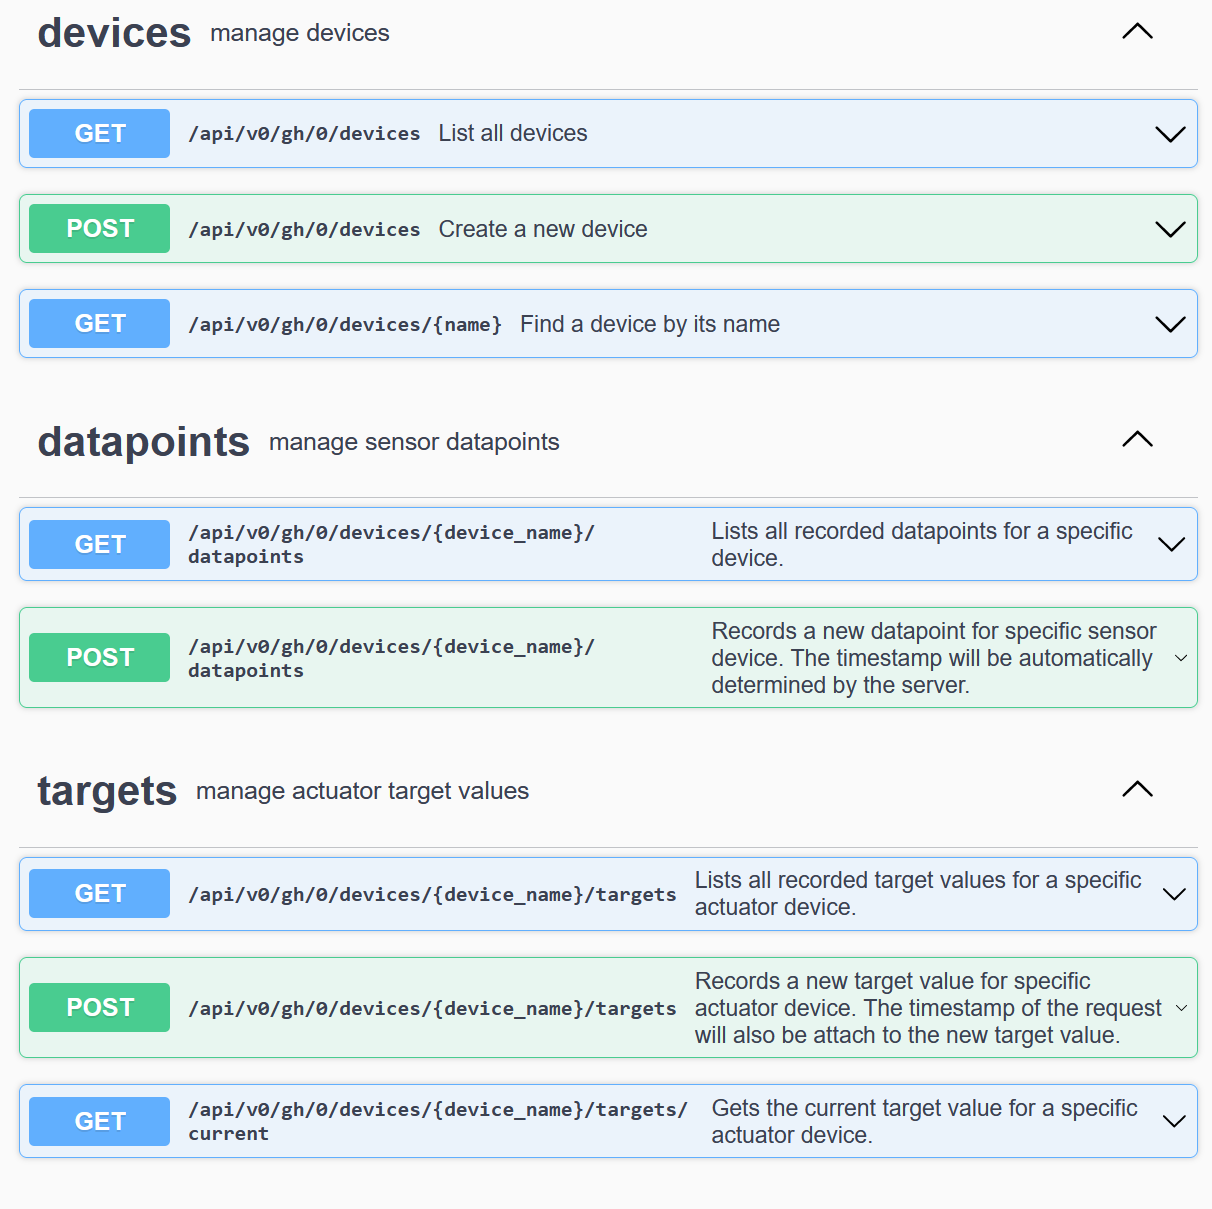 devices manage devices
GET /api/v0/gh/0/devices List all devices
POST /api/v0/gh/0/devices Create a new device
GET /api/v0/gh/0/devices/{name} Find a device by its name
datapoints manage sensor datapoints
GET
/api/v0/gh/0/devices/{device_name}/
datapoints
Lists all recorded datapoints for a specific
device.
POST
/api/v0/gh/0/devices/{device_name}/
datapoints
Records a new datapoint for specific sensor
device. The timestamp will be automatically
determined by the server.
targets manage actuator target values
GET
/api/v0/gh/0/devices/{device_name}/targets
Lists all recorded target values for a specific
actuator device.
POST
/api/v0/gh/0/devices/{device_name}/targets
Records a new target value for specific
actuator device. The timestamp of the request
will also be attach to the new target value.
GET
/api/v0/gh/0/devices/{device_name}/targets/
current
Gets the current target value for a specific
actuator device.